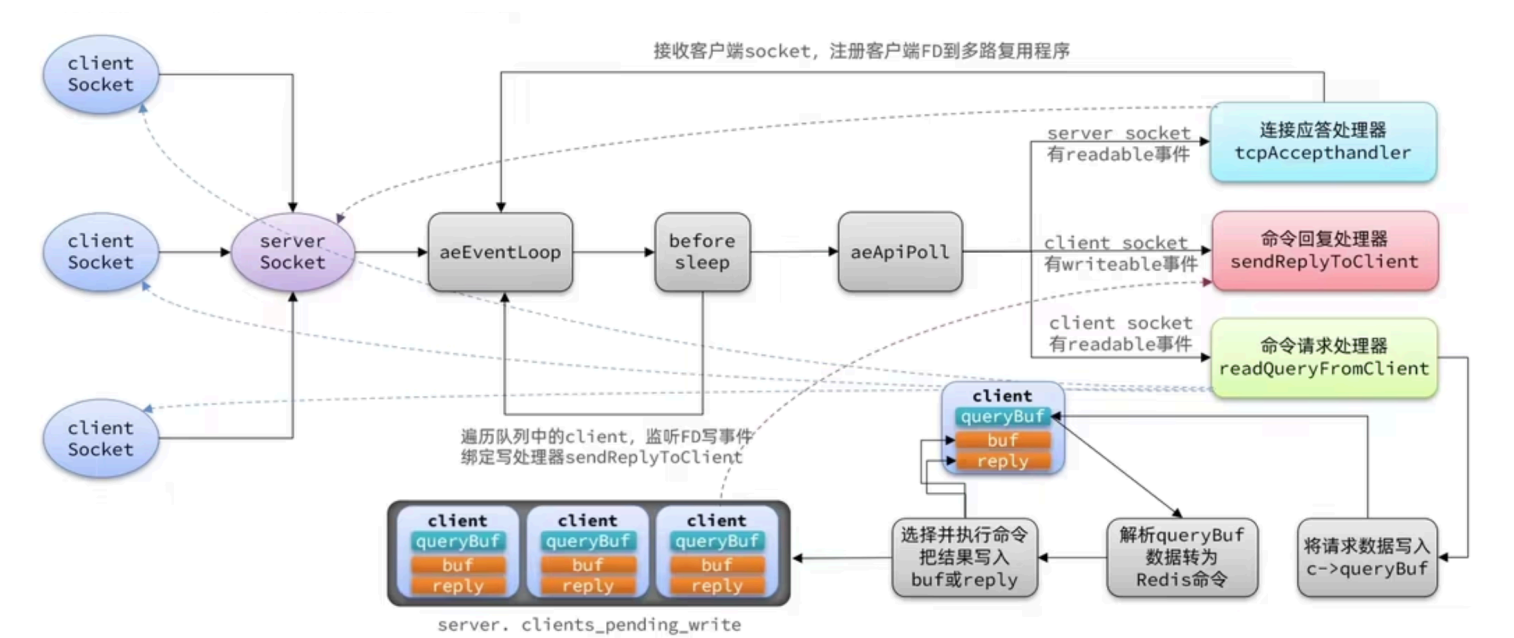 接收客户端socket，注册客户端FD到多路复用程序
client
Socket
连接应答处理器
tcpAccepthandler
server socket
有readable事件
client
Socket
server
Socket
aeEventLoop
before
sleep
aeApiPoll
client socket
有writeable事件
命令回复处理器
sendReplyToClient
client socket
有readable事件
命令请求处理器
readQueryFromClient
client
Socket
遍历队列中的client，监听FD写事件
绑定写处理器sendReplyToClient
client
queryBuf
buf
reply
client
queryBuf
buf
reply
client
queryBuf
buf
reply
client
queryBuf
buf
reply
选择并执行命令
把结果写入
buf或reply
解析queryBuf
数据转为
Redis命令
将请求数据写入
c->queryBuf
server. clients_pending_write